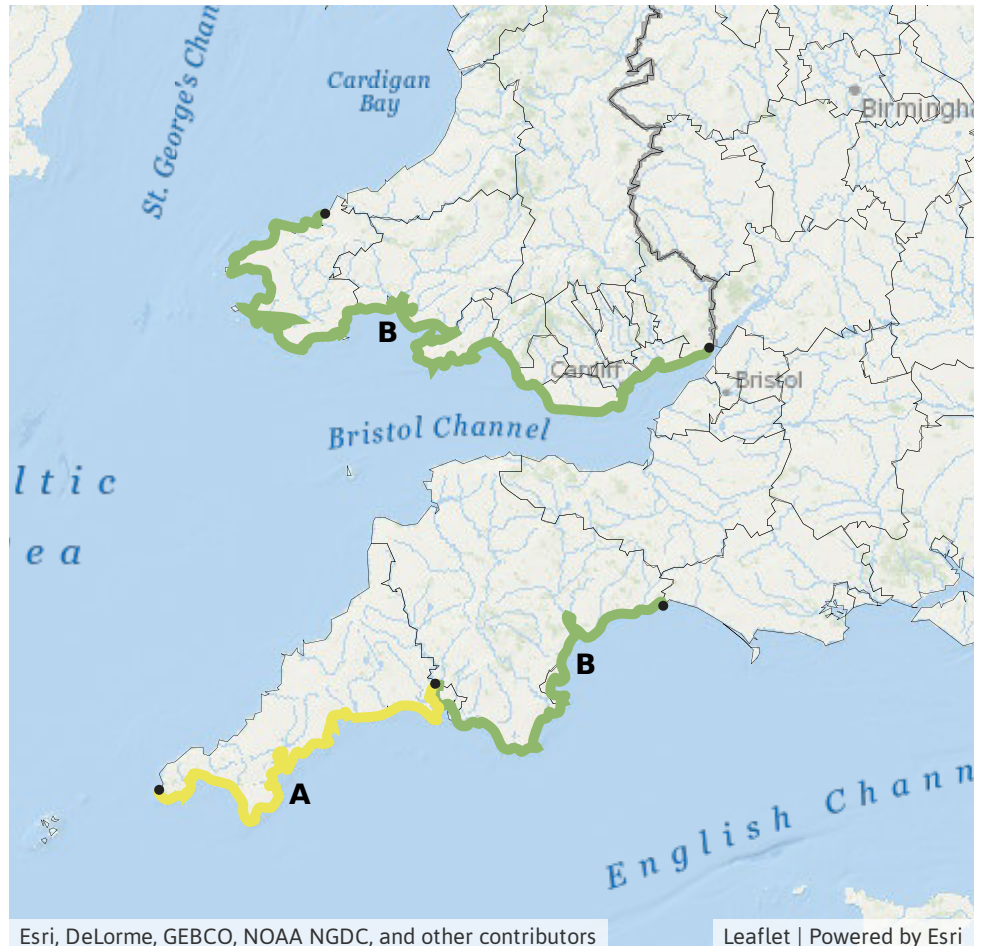 St. George's Chan
Cardigan
Bay
Birmingha
B
Cardiff
Bristol
Bristol Channel
ltic
ea
B
A
English Chann
Esri, DeLorme, GEBCO, NOAA NGDC, and other contributors
Leaflet | Powered by Esri